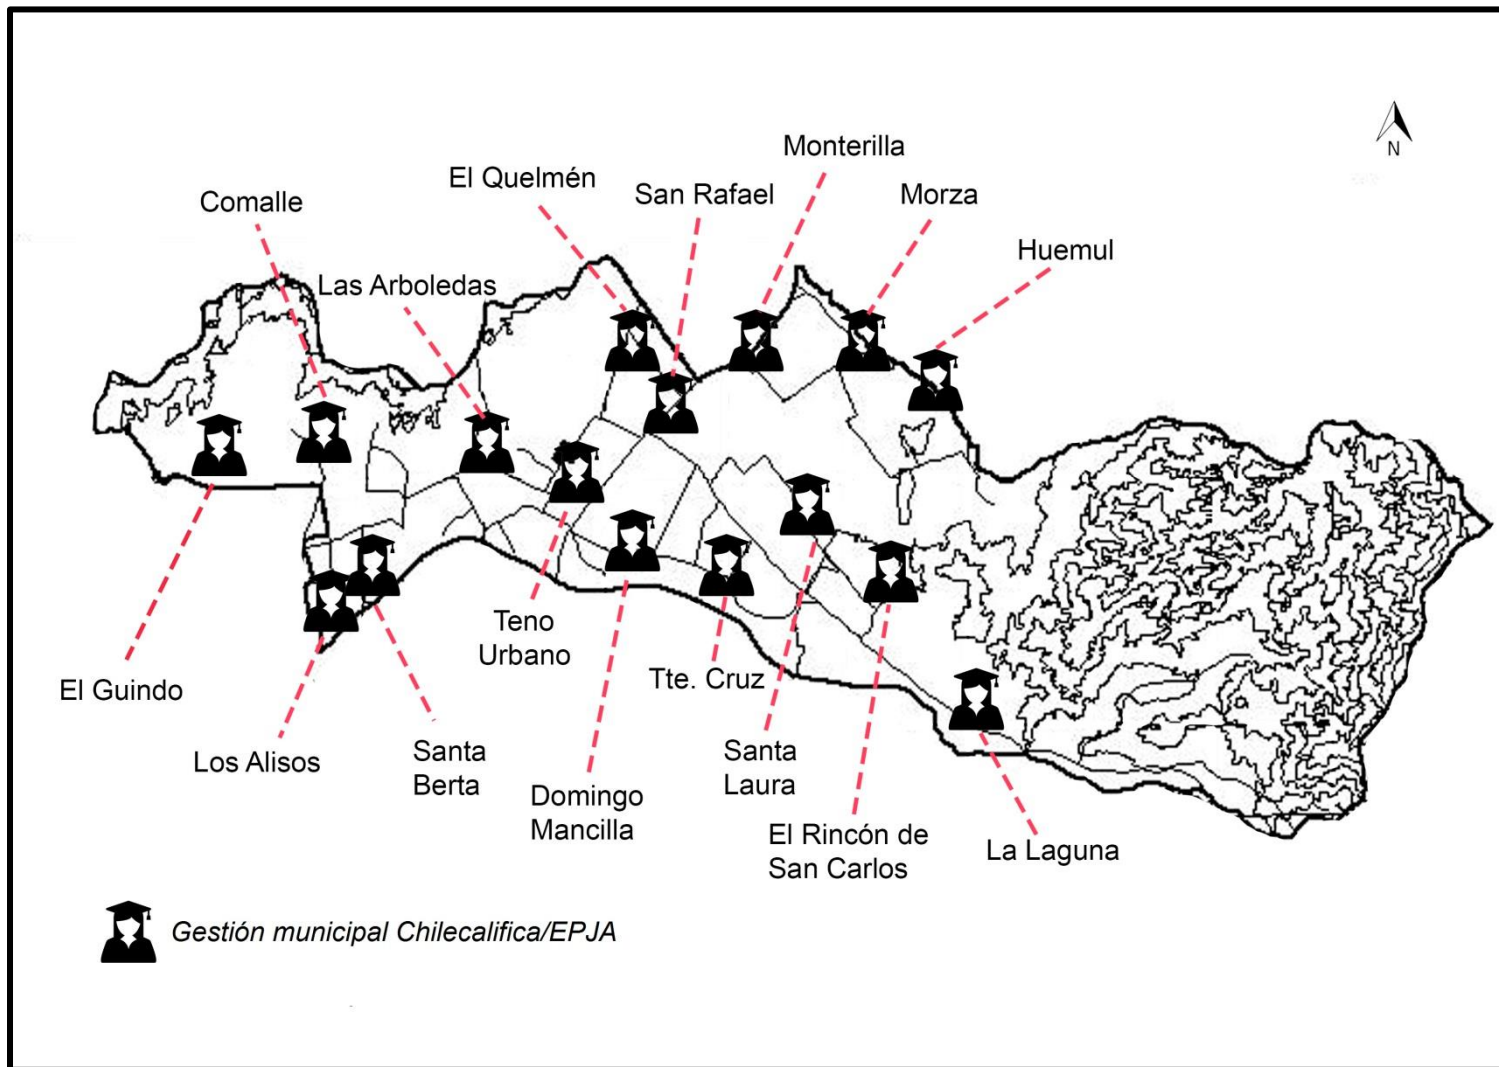 Monterilla
N
El Quelmén
San Rafael
Morza
Comalle
Huemul
Las Arboledas
Teno
Urbano
Tte. Cruz
El Guindo
Los Alisos
Santa
Berta
Santa
Laura
Domingo
Mancilla
El Rincón de
San Carlos
La Laguna
Gestión municipal Chilecalifica/EPJA